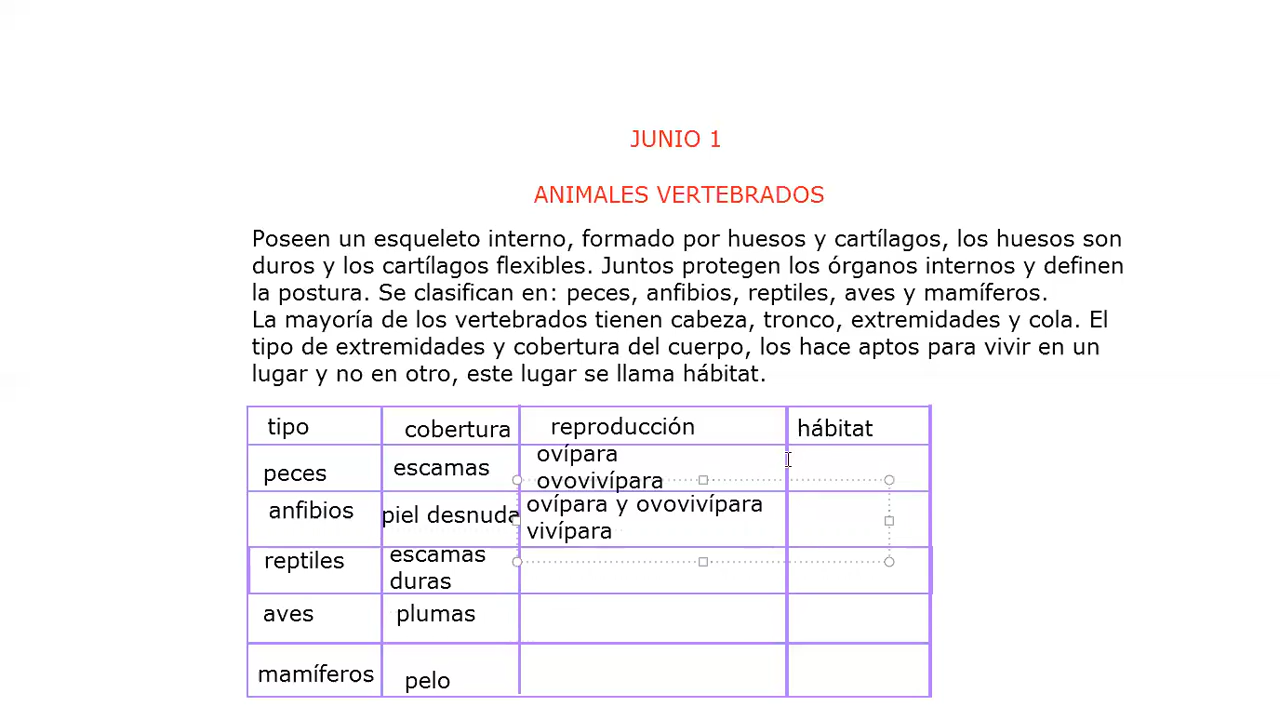 JUNIO 1
ANIMALES VERTEBRADOS
Poseen un esqueleto interno, formado por huesos y cartílagos, los huesos son
duros y los cartílagos flexibles. Juntos protegen los órganos internos y definen
la postura. Se clasifican en: peces, anfibios, reptiles, aves y mamíferos.
La mayoría de los vertebrados tienen cabeza, tronco, extremidades y cola. El
tipo de extremidades y cobertura del cuerpo, los hace aptos para vivir en un
lugar y no en otro, este lugar se llama hábitat.
tipo cobertura reproducción hábitat
peces escamas ovípara
ovovivípara
anfibios piel desnuda ovípara y ovovivípara
vivípara
reptiles escamas
duras
aves plumas
mamíferos pelo